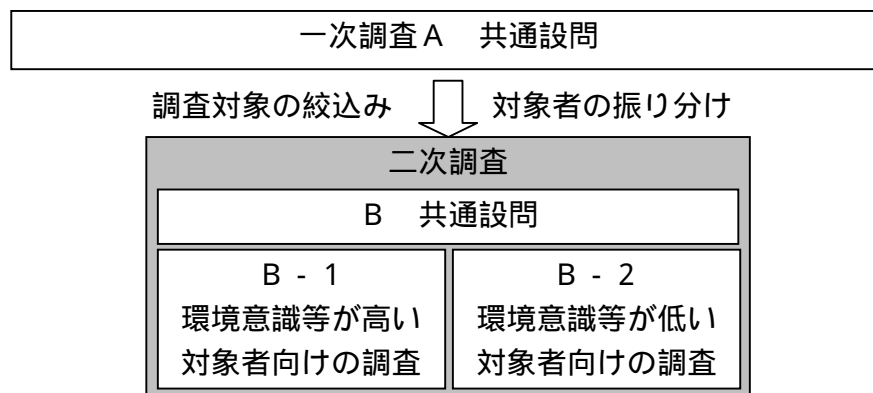 一次調査A 共通設問
調査対象の絞込み 対象者の振り分け
二次調査
B 共通設問
B - 1
環境意識等が高い
対象者向けの調査
B - 2
環境意識等が低い
対象者向けの調査